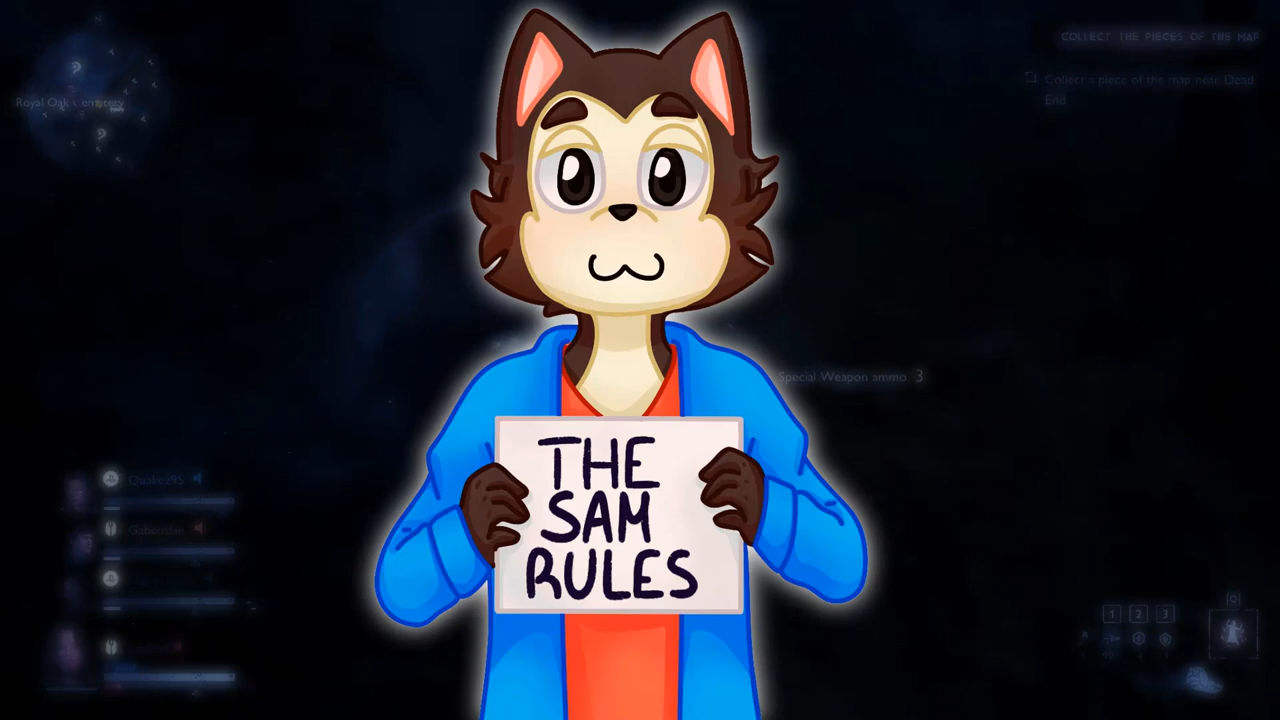 COLLECT THE PIECES OF THE MAP
Collect a piece of the map near Dead
End
Royal Oak Cemetery
THE
SAM
RULES
Special Weapon ammo 3
Quakez95
1 2 3
[Q]